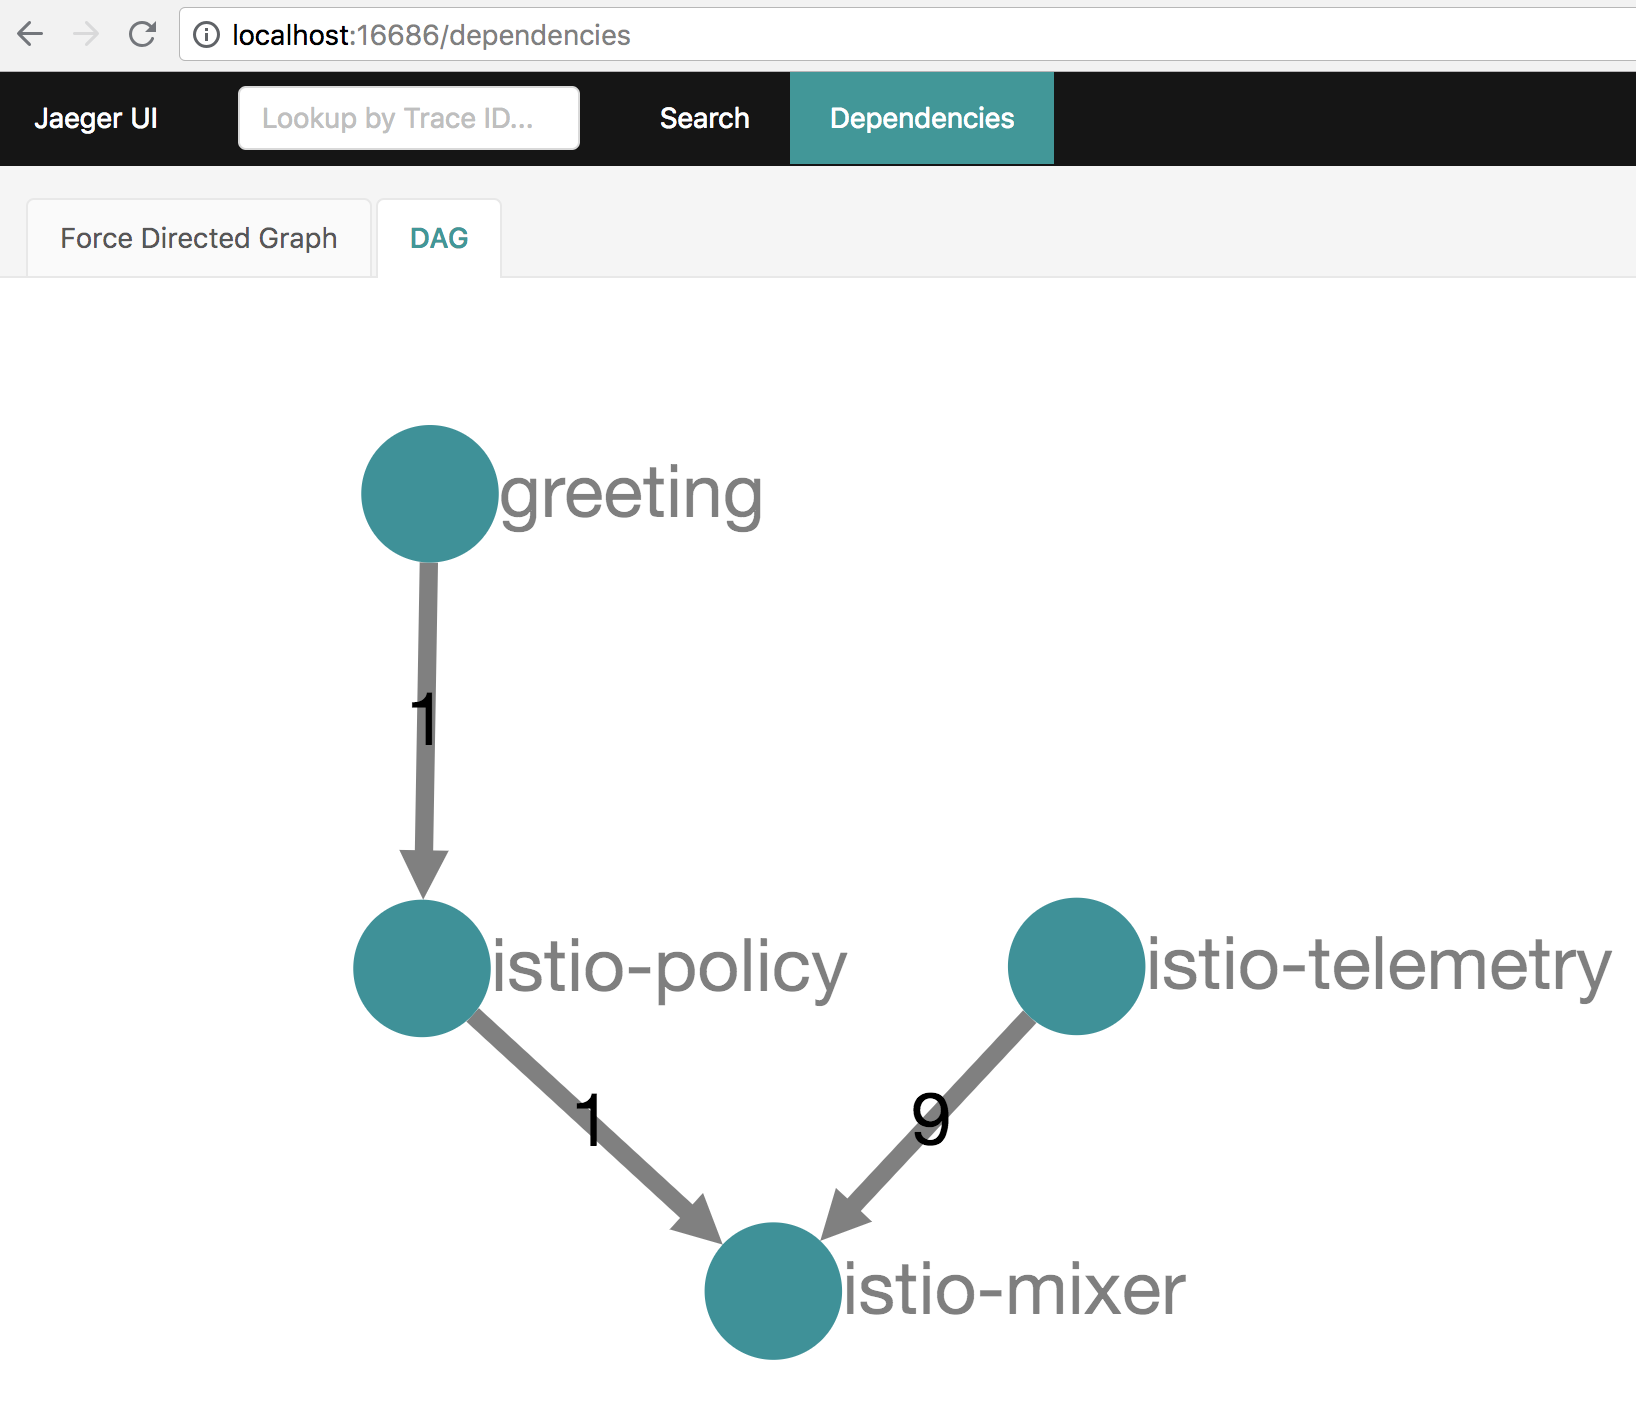 localhost:16686/dependencies
Jaeger UI Lookup by Trace ID... Search Dependencies
Force Directed Graph DAG
greeting
1
istio-policy istio-telemetry
1 9
istio-mixer